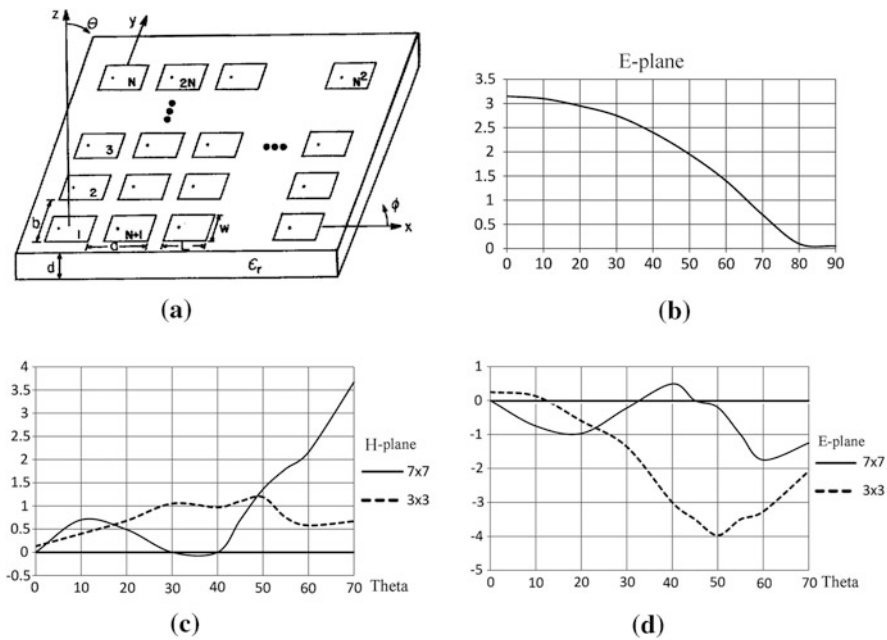 z
θ
y
N
2N
N²
3
2
b
1
N+1
a
L
W
ϕ
x
d
εr
(a)
E-plane
3.5
3
2.5
2
1.5
1
0.5
0
0 10 20 30 40 50 60 70 80 90
(b)
4
3.5
3
2.5
2
1.5
1
0.5
0
-0.5
0 10 20 30 40 50 60 70 Theta
H-plane
7x7
3x3
(c)
1
0
-1
-2
-3
-4
-5
0 10 20 30 40 50 60 70 Theta
E-plane
7x7
3x3
(d)